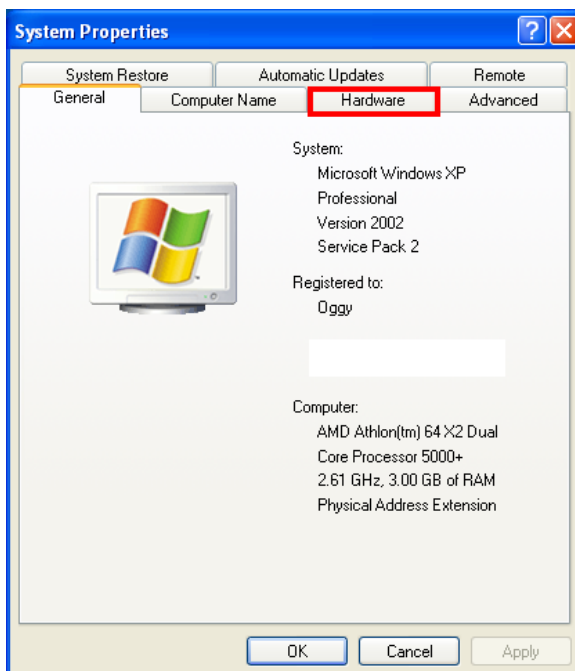 System Properties
System Restore Automatic Updates Remote
General Computer Name Hardware Advanced
System:
Microsoft Windows XP
Professional
Version 2002
Service Pack 2
Registered to:
Oggy
Computer:
AMD Athlon(tm) 64 X2 Dual
Core Processor 5000+
2.61 GHz, 3.00 GB of RAM
Physical Address Extension
OK Cancel Apply